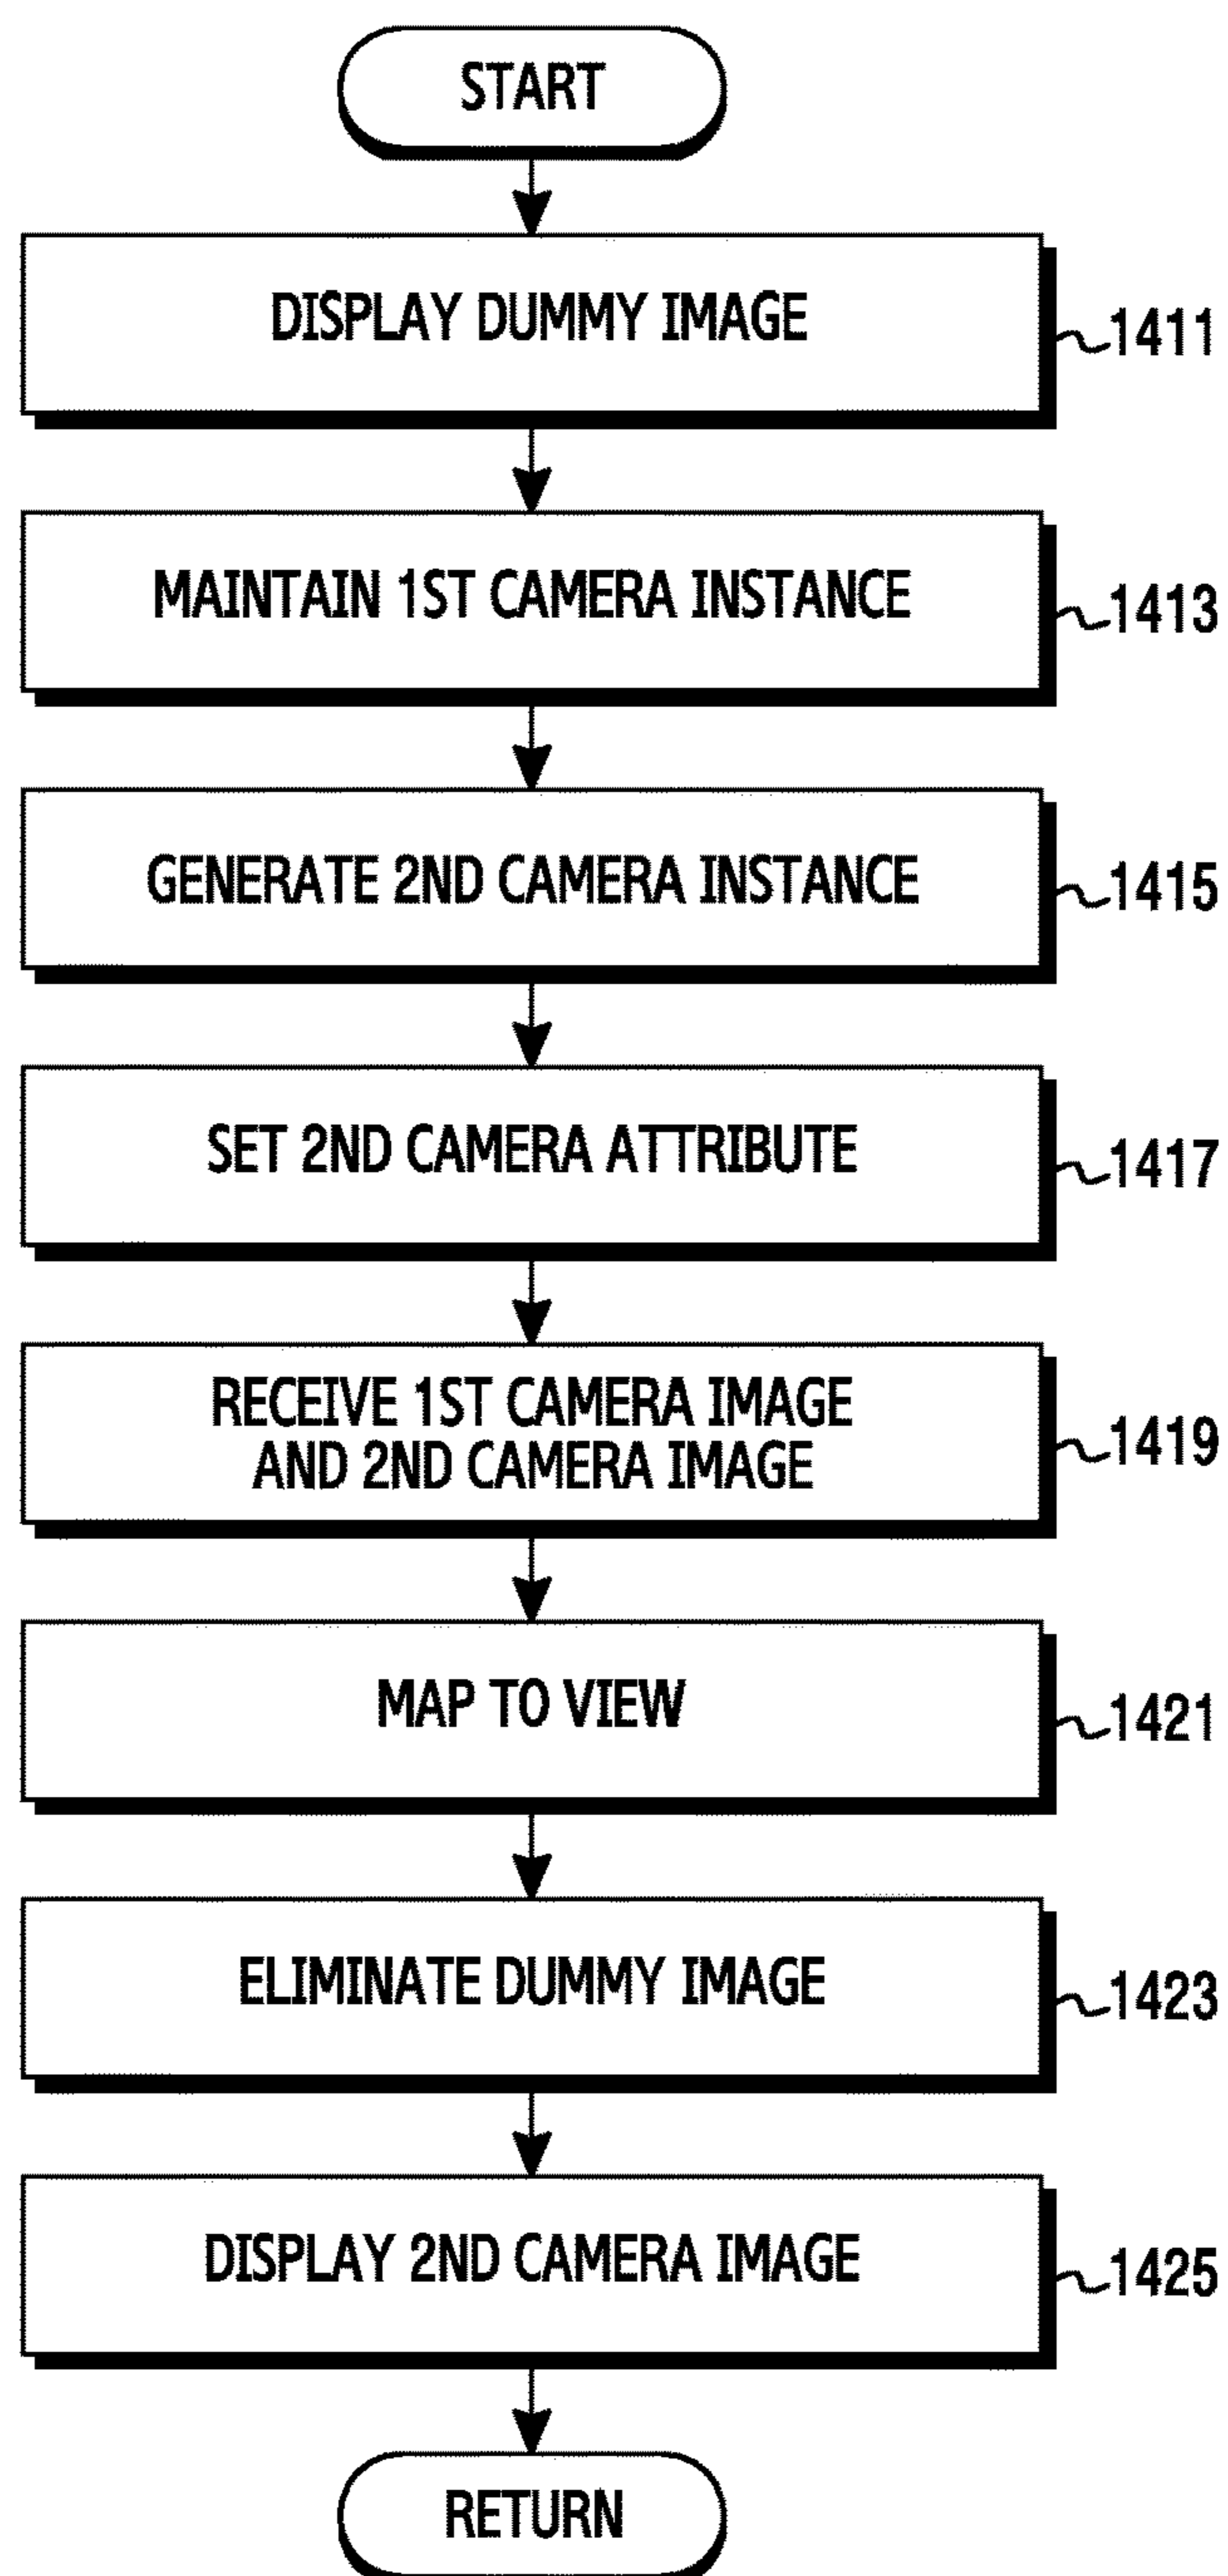 START
DISPLAY DUMMY IMAGE
1411
MAINTAIN 1ST CAMERA INSTANCE
1413
GENERATE 2ND CAMERA INSTANCE
1415
SET 2ND CAMERA ATTRIBUTE
1417
RECEIVE 1ST CAMERA IMAGE
AND 2ND CAMERA IMAGE
1419
MAP TO VIEW
1421
ELIMINATE DUMMY IMAGE
1423
DISPLAY 2ND CAMERA IMAGE
1425
RETURN